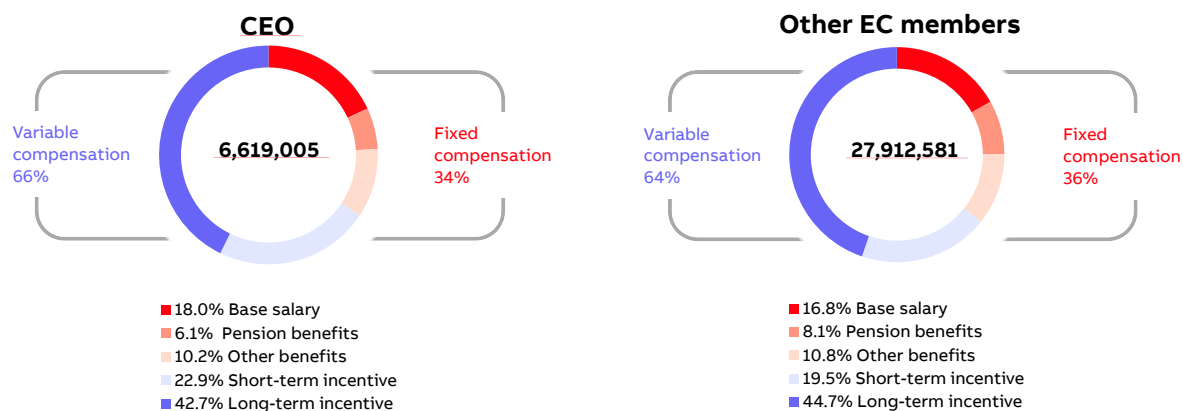 CEO
Variable
compensation
66%
6,619,005
Fixed
compensation
34%
18.0% Base salary
6.1% Pension benefits
10.2% Other benefits
22.9% Short-term incentive
42.7% Long-term incentive
Other EC members
Variable
compensation
64%
27,912,581
Fixed
compensation
36%
16.8% Base salary
8.1% Pension benefits
10.8% Other benefits
19.5% Short-term incentive
44.7% Long-term incentive